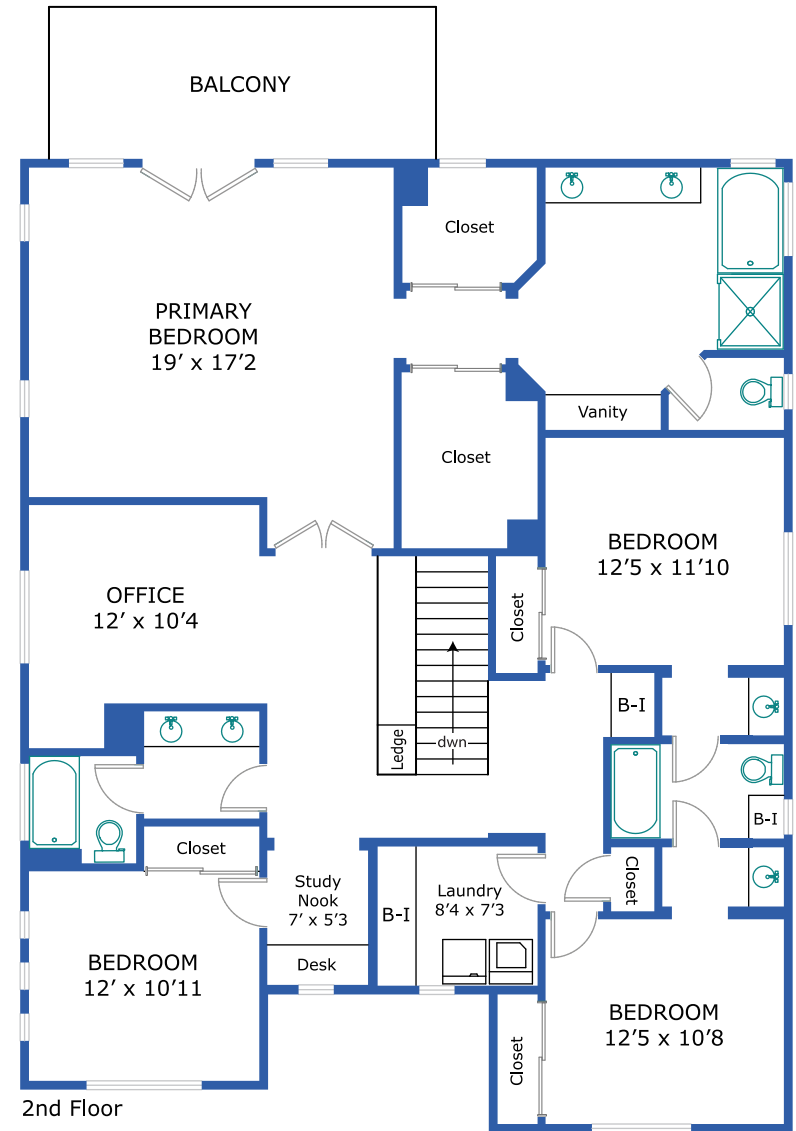 BALCONY
Closet
PRIMARY
BEDROOM
19’ x 17’2
Vanity
Closet
BEDROOM
12’5 x 11’10
OFFICE
12’ x 10’4
Closet
B-I
Ledge
dwn
B-I
Closet
Closet
Study
Nook
7’ x 5’3
Laundry
8’4 x 7’3
B-I
Desk
BEDROOM
12’ x 10’11
BEDROOM
12’5 x 10’8
Closet
2nd Floor